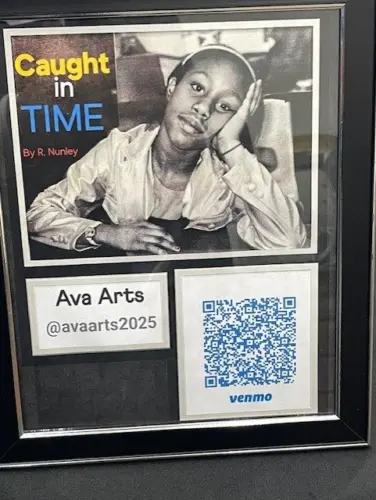 Caught
in
TIME
By R. Nunley
Ava Arts
@avaarts2025
venmo